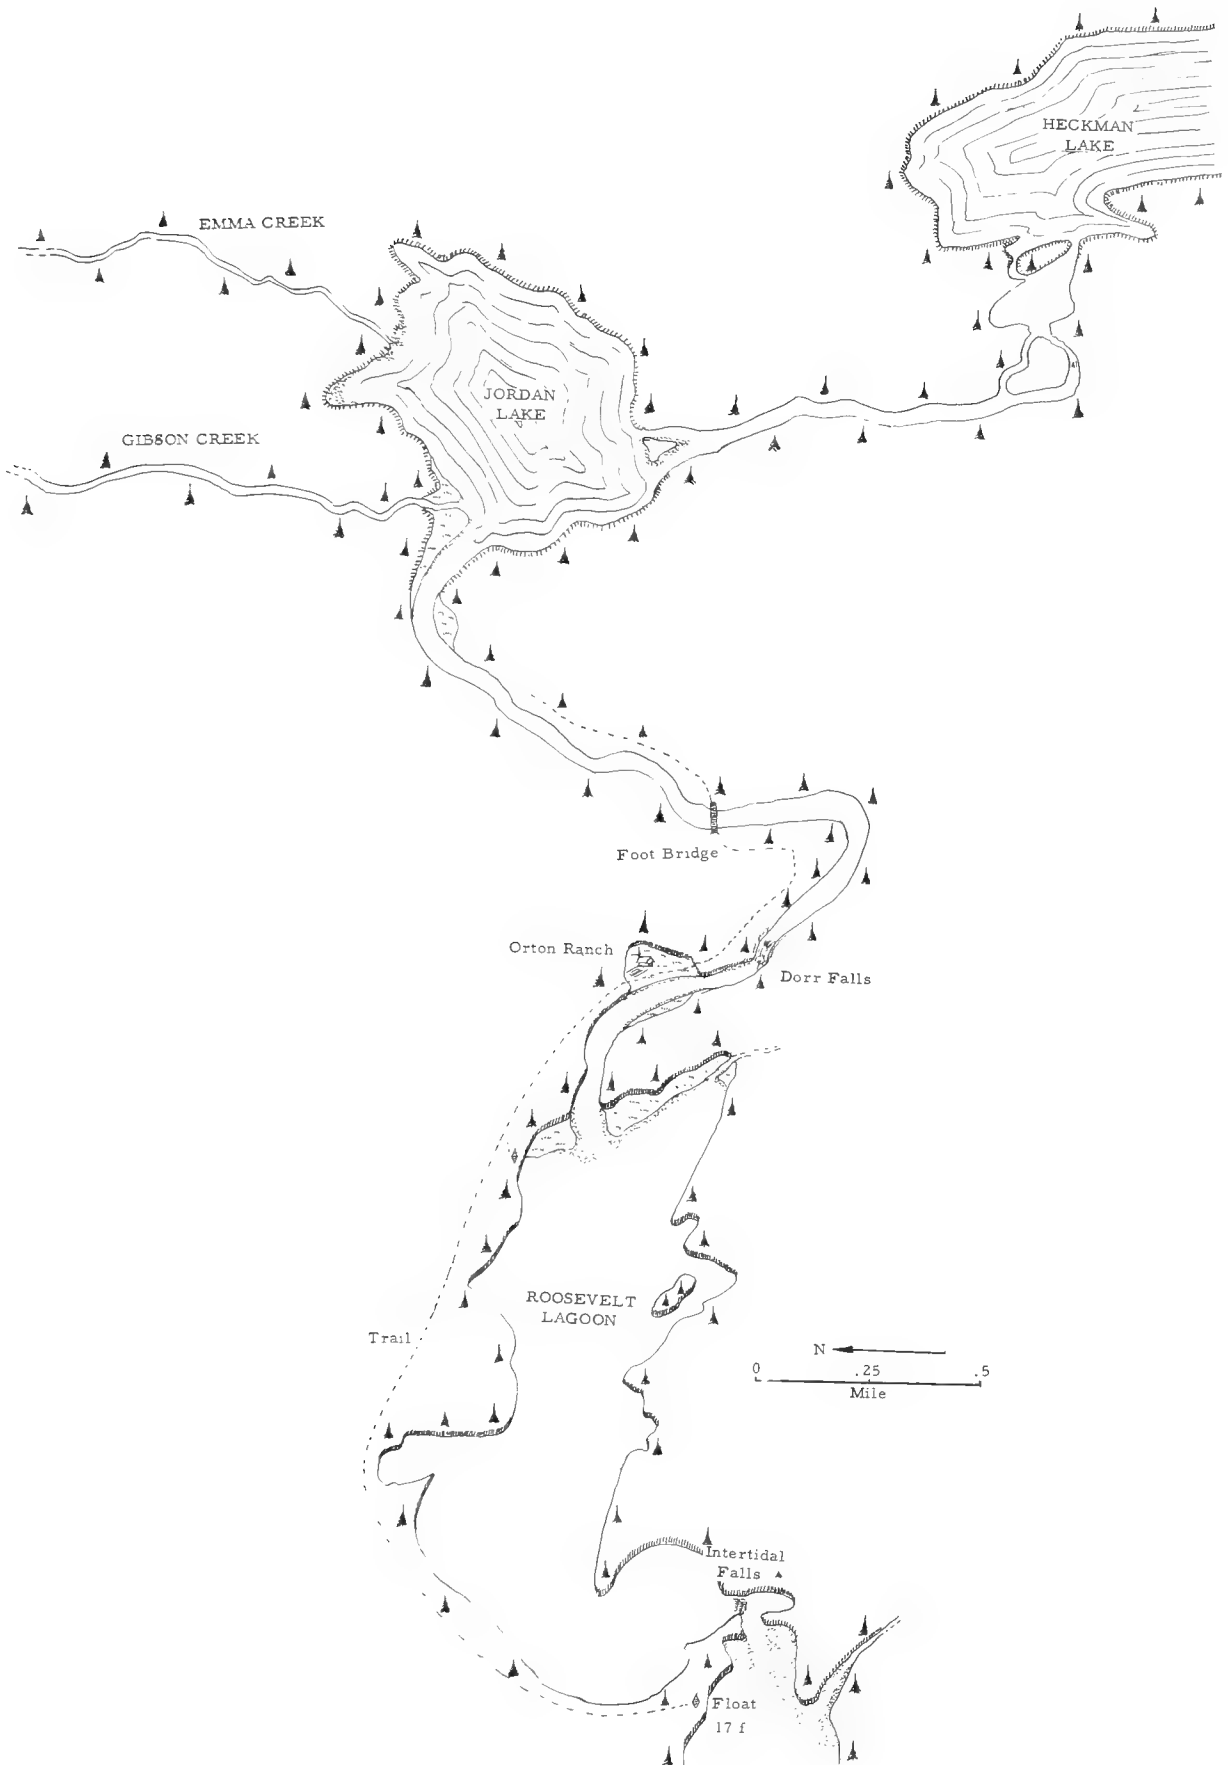 HECKMAN
LAKE
EMMA CREEK
JORDAN
LAKE
GIBSON CREEK
Foot Bridge
Orton Ranch
Dorr Falls
ROOSEVELT
LAGOON
Trail
N
0 .25 .5
Mile
Intertidal
Falls
Float
17 f